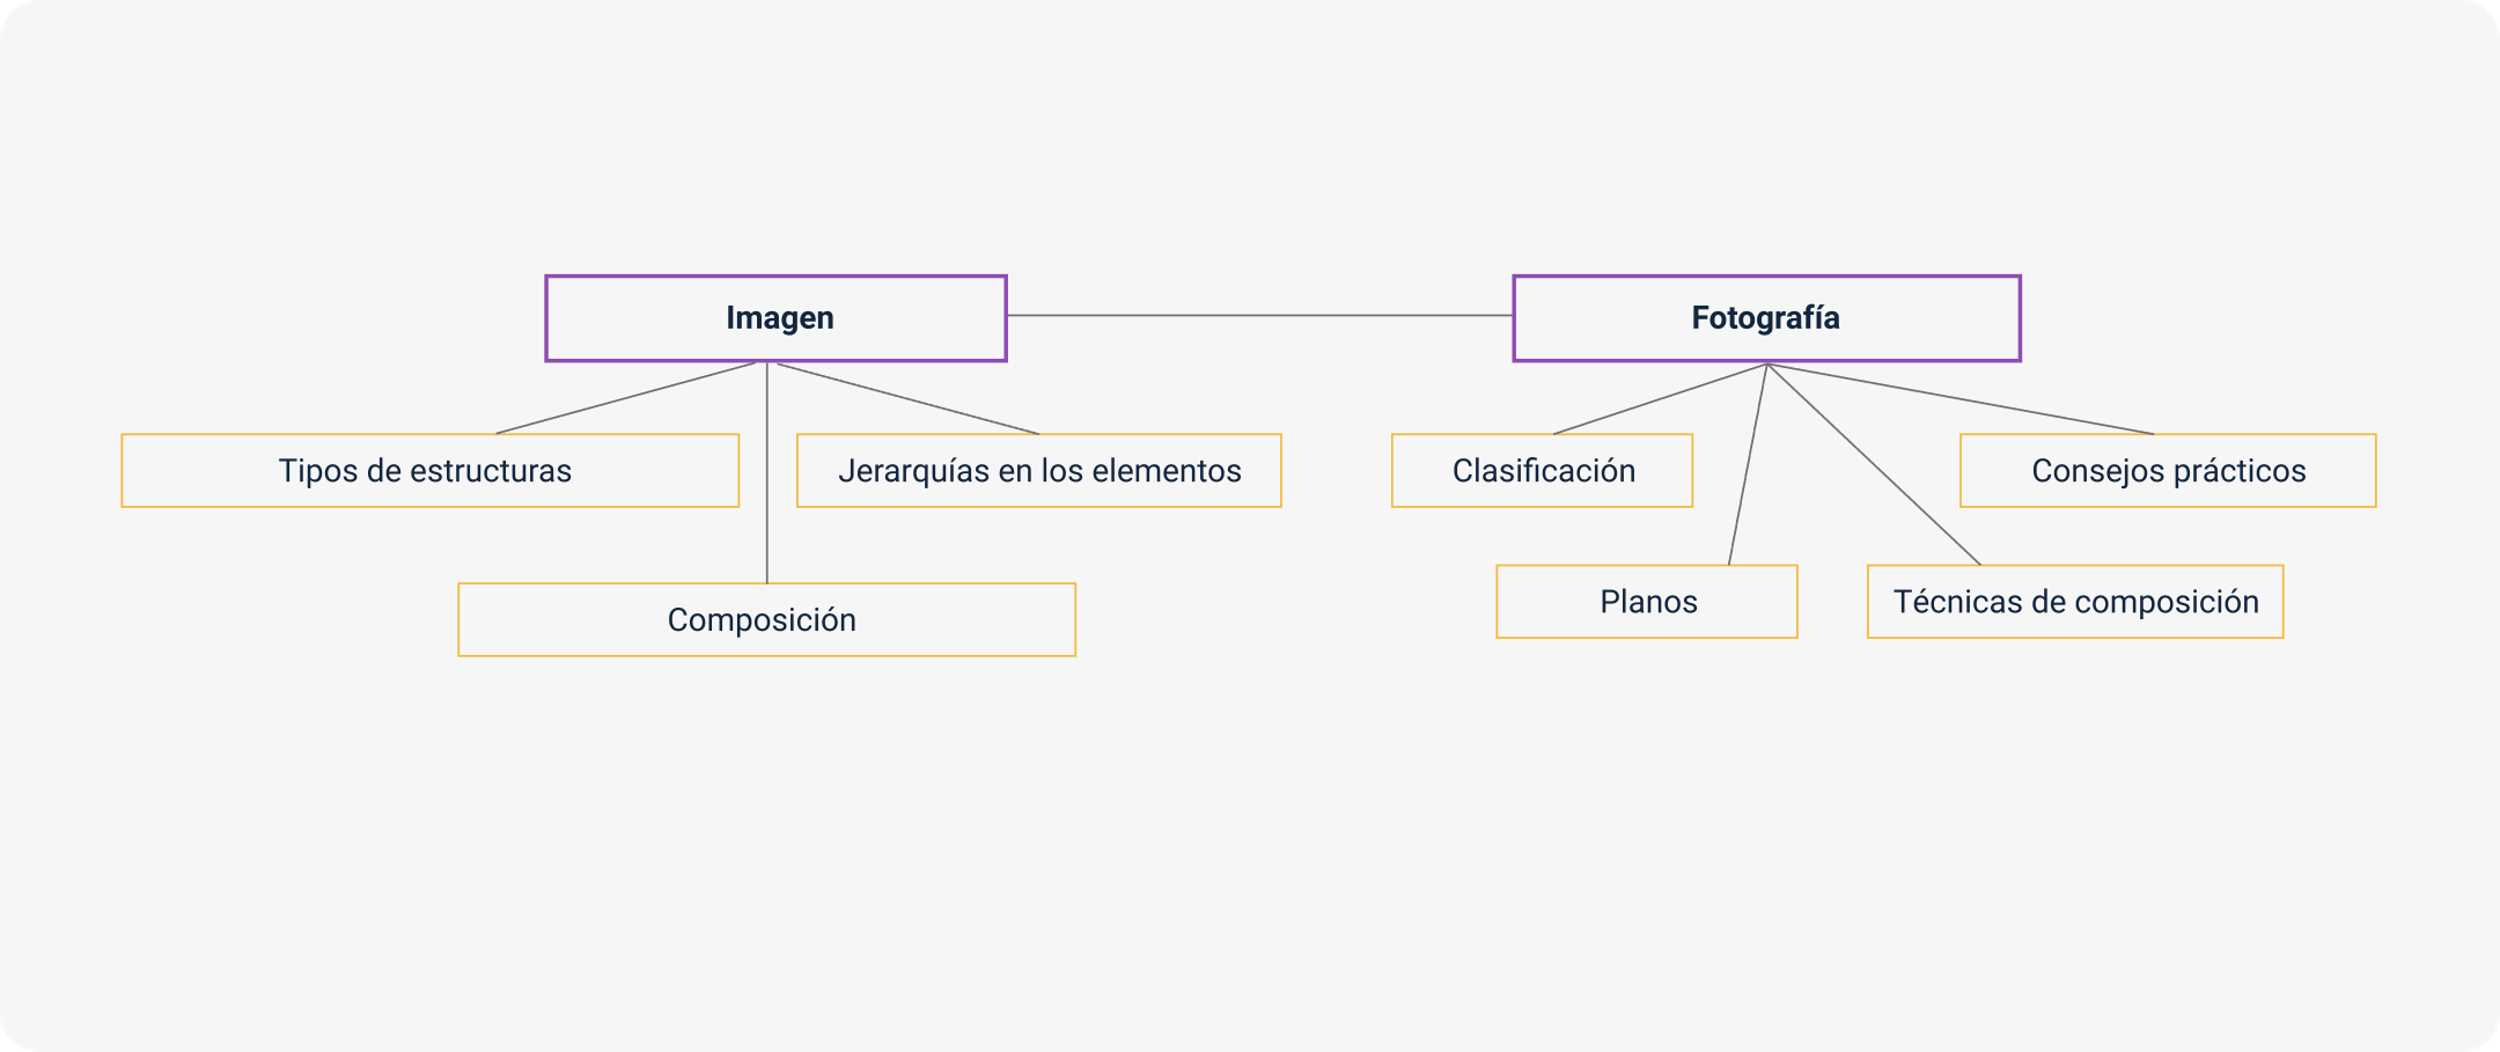 Imagen
Fotografía
Tipos de estructuras
Jerarquías en los elementos
Clasificación
Consejos prácticos
Composición
Planos
Técnicas de composición